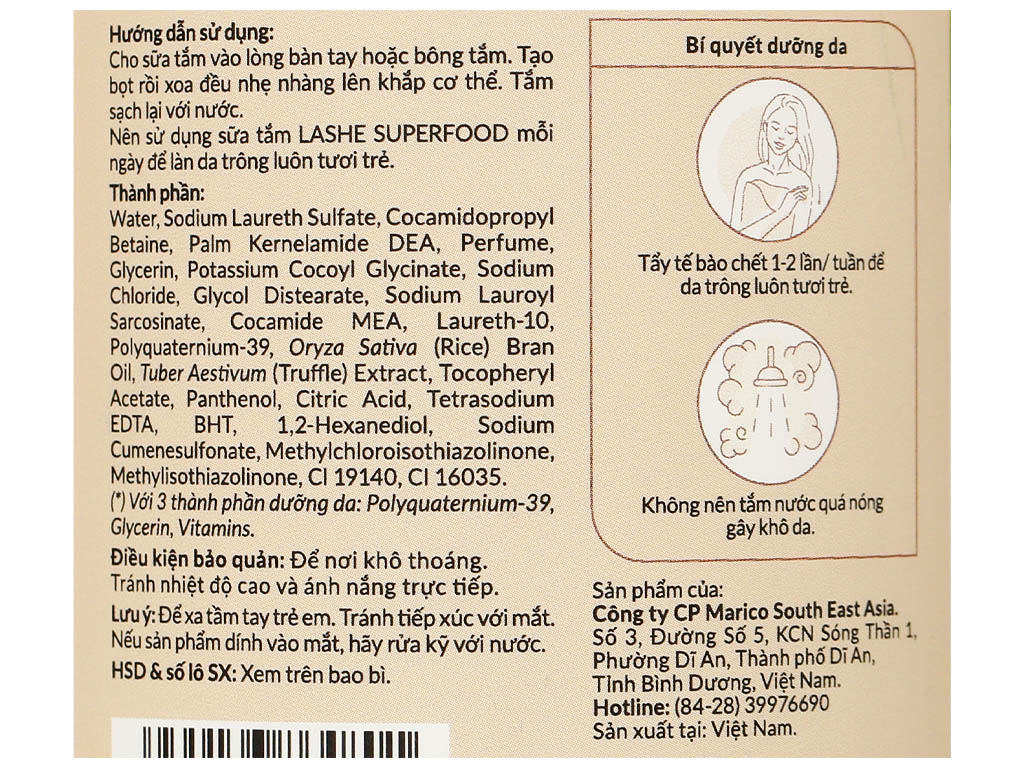 Hướng dẫn sử dụng:
Cho sữa tắm vào lòng bàn tay hoặc bông tắm. Tạo
bọt rồi xoa đều nhẹ nhàng lên khắp cơ thể. Tắm
sạch lại với nước.
Nên sử dụng sữa tắm LASHE SUPERFOOD mỗi
ngày để làn da trông luôn tươi trẻ.
Thành phần:
Water, Sodium Laureth Sulfate, Cocamidopropyl
Betaine, Palm Kernelamide DEA, Perfume,
Glycerin, Potassium Cocoyl Glycinate, Sodium
Chloride, Glycol Distearate, Sodium Lauroyl
Sarcosinate, Cocamide MEA, Laureth-10,
Polyquaternium-39, Oryza Sativa (Rice) Bran
Oil, Tuber Aestivum (Truffle) Extract, Tocopheryl
Acetate, Panthenol, Citric Acid, Tetrasodium
EDTA, BHT, 1,2-Hexanediol, Sodium
Cumenesulfonate, Methylchloroisothiazolinone,
Methylisothiazolinone, CI 19140, CI 16035.
(*) Với 3 thành phần dưỡng da: Polyquaternium-39,
Glycerin, Vitamins.
Điều kiện bảo quản: Để nơi khô thoáng.
Tránh nhiệt độ cao và ánh nắng trực tiếp.
Lưu ý: Để xa tầm tay trẻ em. Tránh tiếp xúc với mắt.
Nếu sản phẩm dính vào mắt, hãy rửa kỹ với nước.
HSD & số lô SX: Xem trên bao bì.
Bí quyết dưỡng da
Tẩy tế bào chết 1-2 lần/ tuần để
da trông luôn tươi trẻ.
Không nên tắm nước quá nóng
gây khô da.
Sản phẩm của:
Công ty CP Marico South East Asia.
Số 3, Đường Số 5, KCN Sóng Thần 1,
Phường Dĩ An, Thành phố Dĩ An,
Tỉnh Bình Dương, Việt Nam.
Hotline: (84-28) 39976690
Sản xuất tại: Việt Nam.